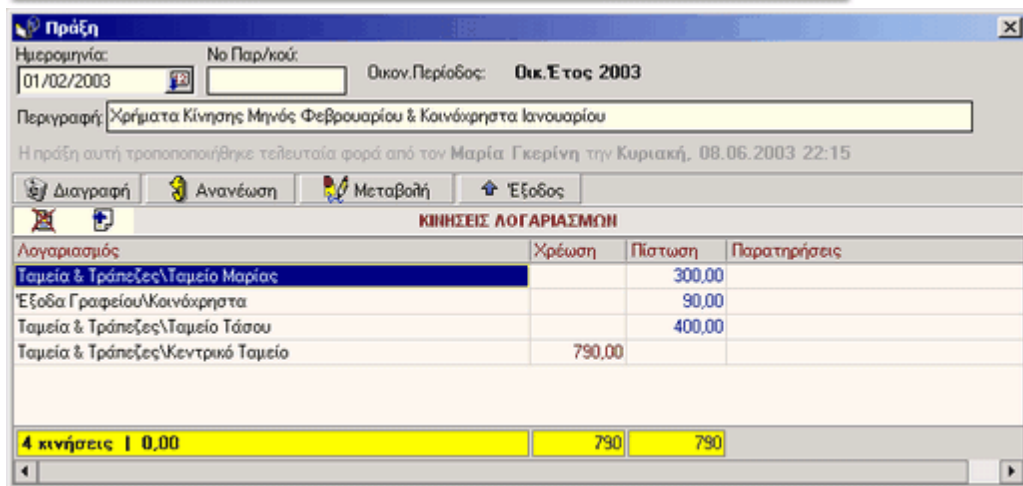 Πράξη
Ημερομηνία: Νο Παρ/κού:
01/02/2003 12 Οικον.Περίοδος: Οικ.Έτος 2003
Περιγραφή: Χρήματα Κίνησης Μηνός Φεβρουαρίου & Κοινόχρηστα Ιανουαρίου
Η πράξη αυτή τροποποποιήθηκε τελευταία φορά από τον Μαρία Γκερίνη την Κυριακή, 08.06.2003 22:15
Διαγραφή Ανανέωση Μεταβολή Έξοδος
ΚΙΝΗΣΕΙΣ ΛΟΓΑΡΙΑΣΜΩΝ
Λογαριασμός Χρέωση Πίστωση Παρατηρήσεις
Ταμεία & Τράπεζες\Ταμείο Μαρίας 300,00
Έξοδα Γραφείου\Κοινόχρηστα 90,00
Ταμεία & Τράπεζες\Ταμείο Τάσου 400,00
Ταμεία & Τράπεζες\Κεντρικό Ταμείο 790,00
4 κινήσεις | 0,00 790 790